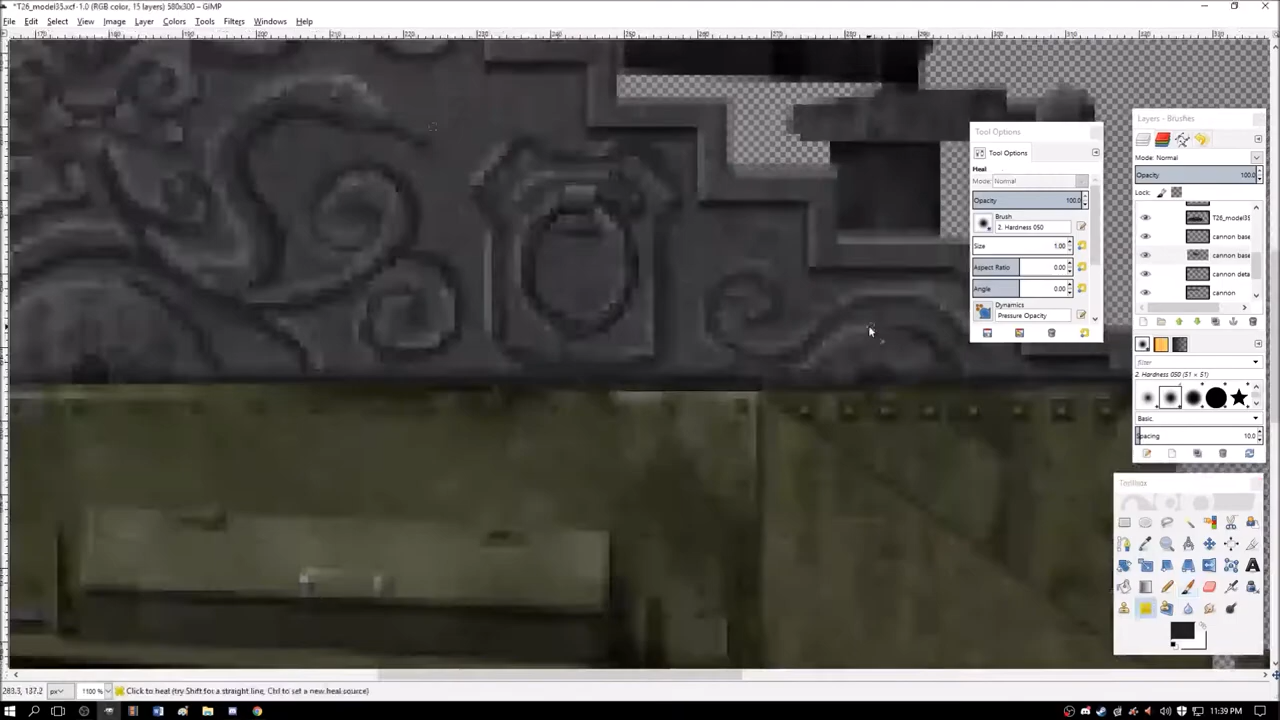 *T26_model35.xcf-1.0 (RGB color, 15 layer) 580x300 – GIMP
File Edit Select View Image Layer Colors Tools Filters Windows Help
Tool Options
Tool Options
Heal
Mode: Normal
Opacity 100.0
Brush
2. Hardness 050
Size 1.00
Aspect Ratio 0.00
Angle 0.00
Dynamics
Pressure Opacity
Layers - Brushes
Mode: Normal
Opacity 100.0
Lock:
T26_model35
cannon base
cannon base
cannon deta
cannon
filter
2. Hardness 050 (51 × 51)
Basic,
Spacing 10.0
Toolbox
283.3, 137.2 px 1100 % Click to heal (try Shift for a straight line, Ctrl to set a new heal source)
11:39 PM